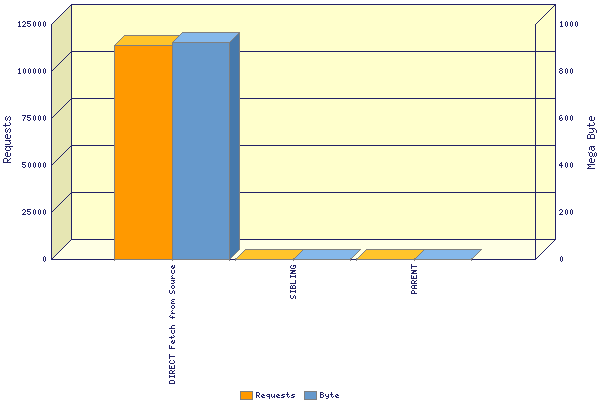 125000
100000
75000
50000
25000
0
Requests
1000
800
600
400
200
0
Mega Byte
DIRECT Fetch from Source
SIBLING
PARENT
Requests
Byte